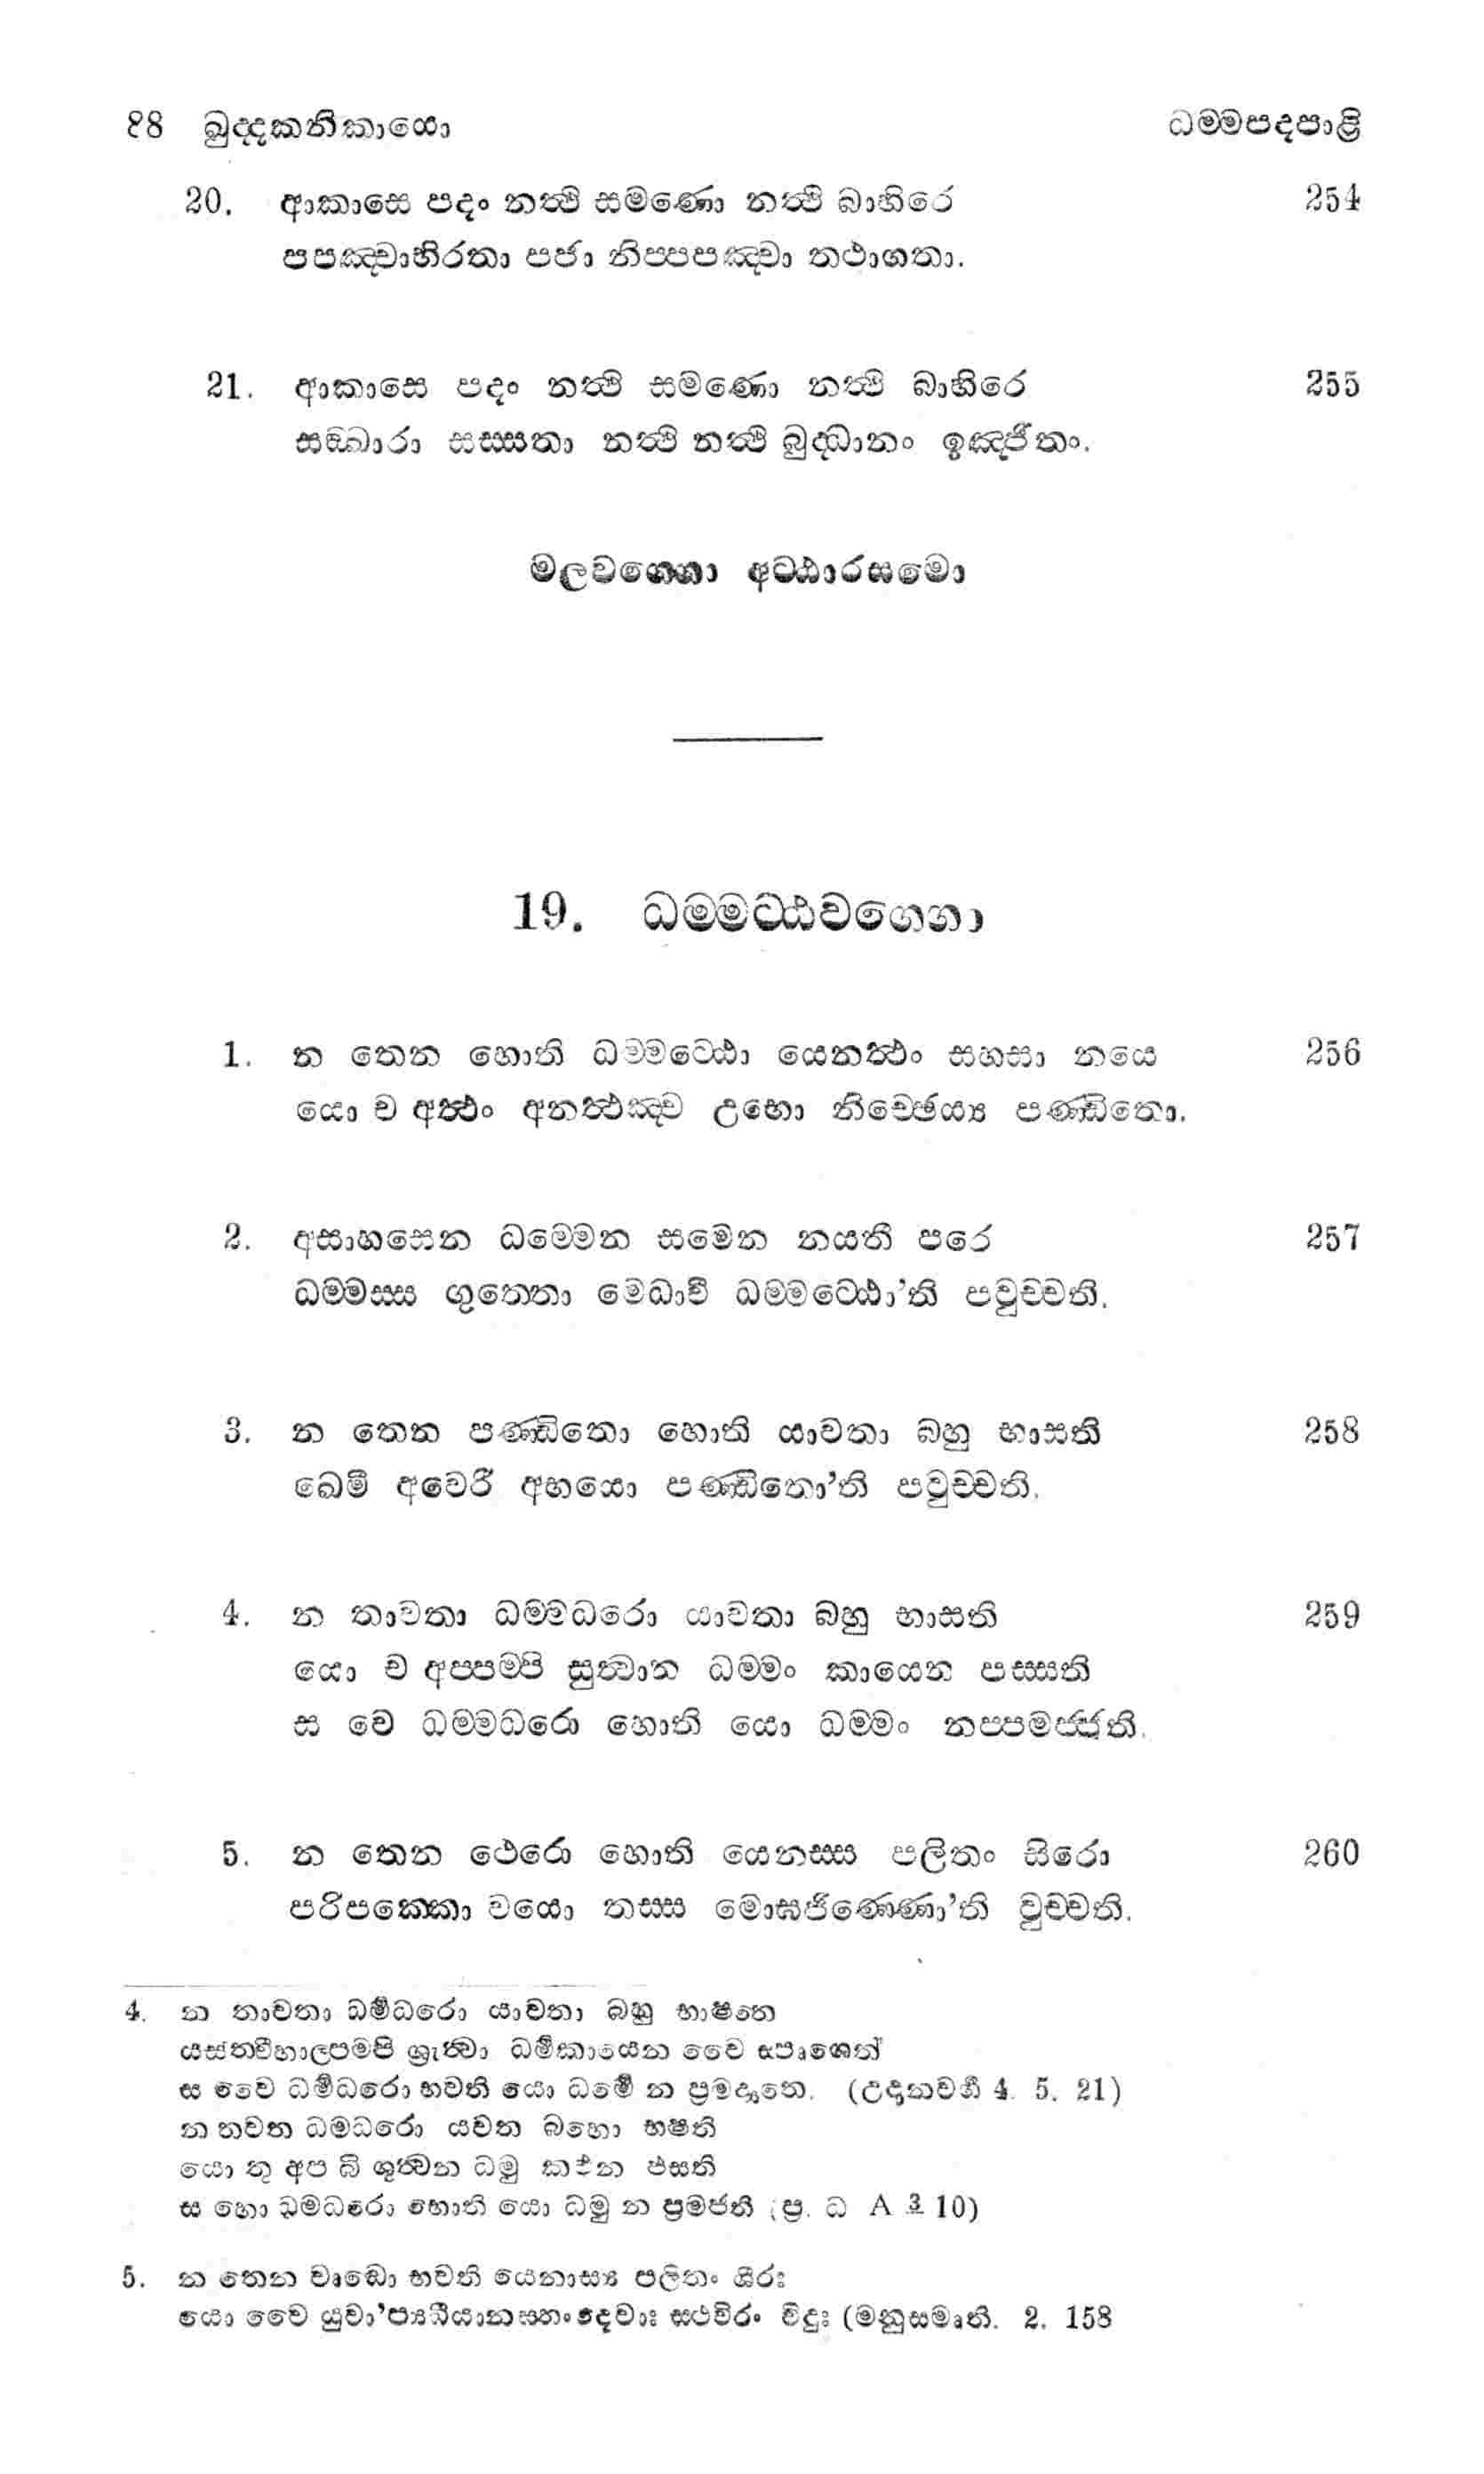 88 ඛුද්දකනිකායො ධම්මපදපාළි
20. ආකාසෙ පදං නත්ථි සමණො නත්ථි බාහිරෙ 254
පපඤ්චාභිරතා පජා නිප්පපඤ්චා තථාගතා.
21. ආකාසෙ පදං නත්ථි සමණො නත්ථි බාහිරෙ 255
සඞ්ඛාරා සස්සතා නත්ථි නත්ථි බුද්ධානං ඉඤ්ජිතං.
මලවග්ගො අට්ඨාරසමො
19. ධම්මට්ඨවග්ගො
1. න තෙන හොති ධම්මට්ඨො යෙනත්ථං සහසා නයෙ 256
යො ච අත්ථං අනත්ථඤ්ච උභො නිච්ඡෙය්‍ය පණ්ඩිතො.
2. අසාහසෙන ධම්මෙන සමෙන නයතී පරෙ 257
ධම්මස්ස ගුත්තො මෙධාවී ධම්මට්ඨො’ති පවුච්චති.
3. න තෙන පණ්ඩිතො හොති යාවතා බහු භාසති 258
ඛෙමී අවෙරී අභයො පණ්ඩිතො’ති පවුච්චති.
4. න තාවතා ධම්මධරො යාවතා බහු භාසති 259
යො ච අප්පම්පි සුත්වාන ධම්මං කායෙන පස්සති
ස වෙ ධම්මධරො හොති යො ධම්මං නප්පමජ්ජති.
5. න තෙන ථෙරො හොති යෙනස්ස පලිතං සිරො 260
පරිපක්කො වයො තස්ස මොඝජිණ්ණො’ති වුච්චති.
4. න තාවතා ධර්මධරො යාවතා බහු භාෂතෙ
යස්ත්විහාල්පමපි ශ්‍රුත්වා ධර්මකායෙන වෛ ස්පෘශෙත්
ස වෛ ධර්මධරො භවති යො ධර්මෙ න ප්‍රමද්‍යතෙ. (උදානවර්ග 4. 5. 21)
න තවත ධමධරො යවත බහො භෂති
යො තු අප බි ශුත්වන ධමු ඵසති
ස හො ධමධරො භොති යො ධමු න ප්‍රමජති (ප්‍ර. ධ A 3 10)
5. න තෙන වෘද්ධො භවති යෙනාස්‍ය පලිතං ශිරඃ
යො වෛ යුවා’ප්‍යධීයානස්තං දෙවාඃ ස්ථවිරං විදුඃ (මනුස්මෘති. 2. 158